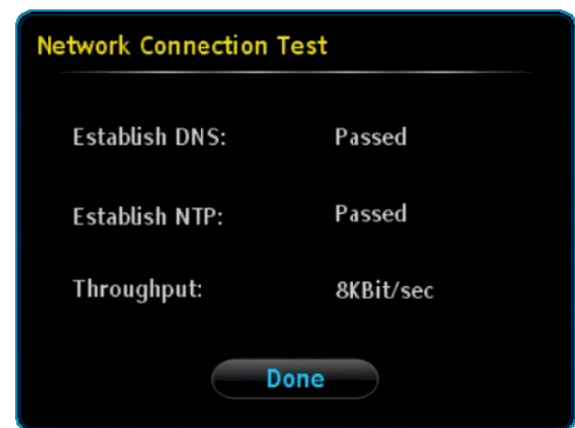 Network Connection Test
Establish DNS: Passed
Establish NTP: Passed
Throughput: 8KBit/sec
Done